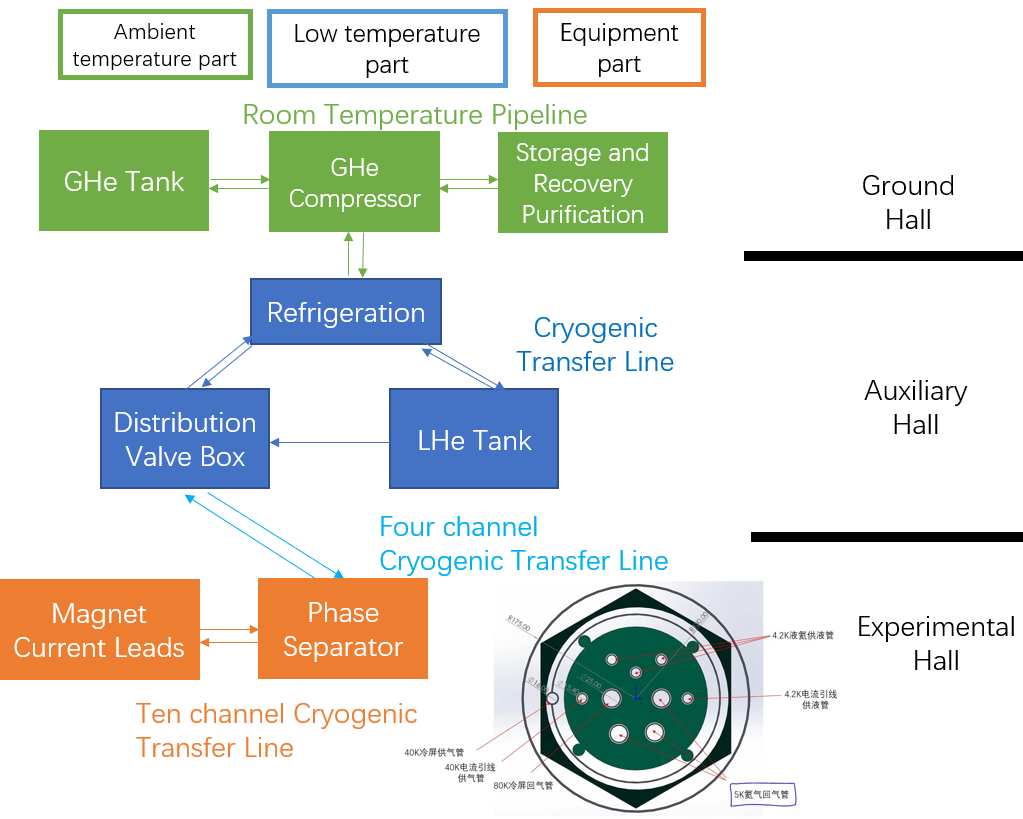 Ambient
temperature part
Low temperature
part
Equipment
part
Room Temperature Pipeline
GHe Tank
GHe
Compressor
Storage and
Recovery
Purification
Ground
Hall
Refrigeration
Cryogenic
Transfer Line
Distribution
Valve Box
LHe Tank
Auxiliary
Hall
Four channel
Cryogenic Transfer Line
Magnet
Current Leads
Phase
Separator
Experimental
Hall
Ten channel Cryogenic
Transfer Line
R175.00
∅25.00
4.2K液氦供液管
4.2K电流引线
供液管
40K冷屏供气管
40K电流引线
供气管
80K冷屏回气管
5K氦气回气管